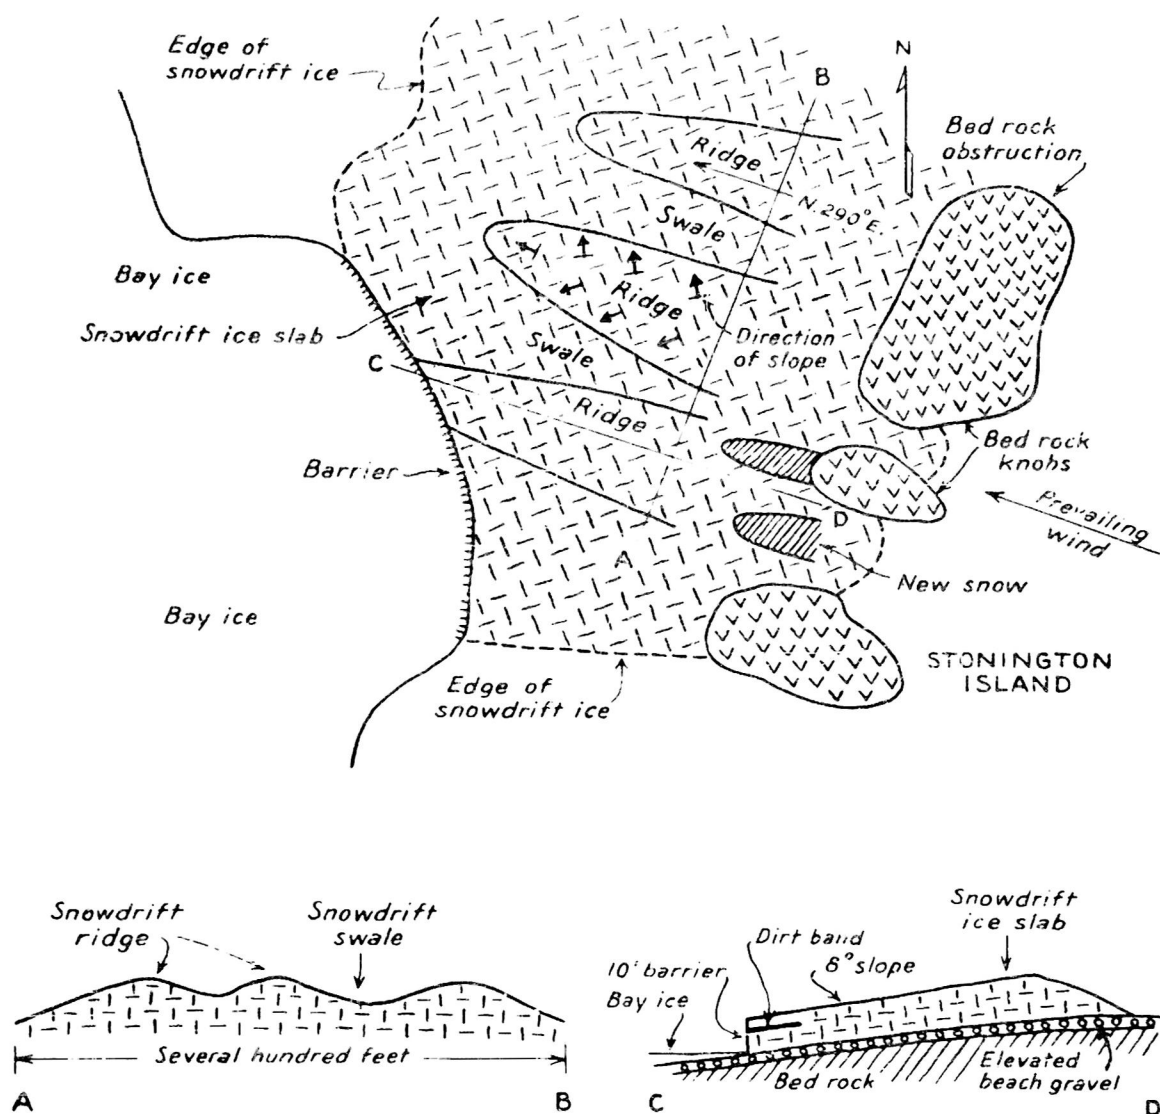 Edge of
snowdrift ice
N
B
Bed rock
obstruction
Ridge
N. 290° E.
Swale
Bay ice
Snowdrift ice slab
Ridge
Direction
of slope
Swale
C
Ridge
Bed rock
knobs
Barrier
D
Prevailing
wind
A
New snow
Bay ice
Edge of
snowdrift ice
STONINGTON
ISLAND
Snowdrift
ridge
Snowdrift
swale
Several hundred feet
A
B
Snowdrift
ice slab
Dirt band
8° slope
10' barrier
Bay ice
Elevated
beach gravel
Bed rock
C
D